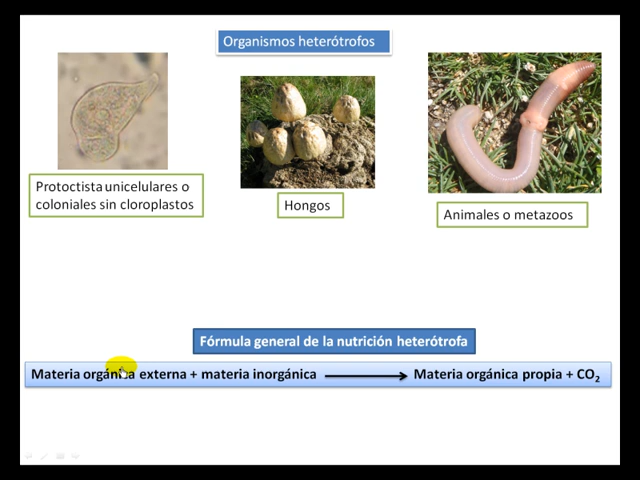 Organismos heterótrofos
Protoctista unicelulares o
coloniales sin cloroplastos
Hongos
Animales o metazoos
Fórmula general de la nutrición heterótrofa
Materia orgánica externa + materia inorgánica ⟶ Materia orgánica propia + CO₂